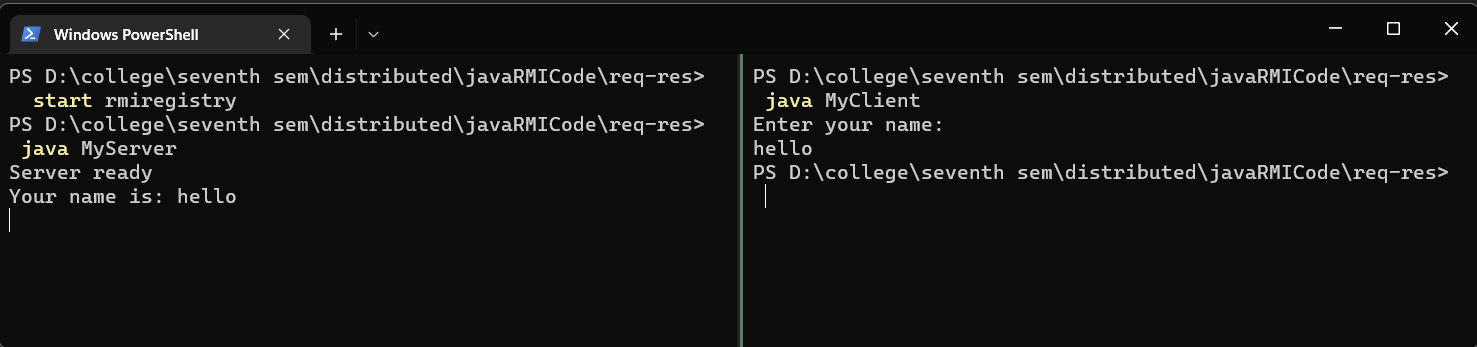 Windows PowerShell
PS D:\college\seventh sem\distributed\javaRMICode\req-res>
start rmiregistry
PS D:\college\seventh sem\distributed\javaRMICode\req-res>
java MyServer
Server ready
Your name is: hello
PS D:\college\seventh sem\distributed\javaRMICode\req-res>
java MyClient
Enter your name:
hello
PS D:\college\seventh sem\distributed\javaRMICode\req-res>